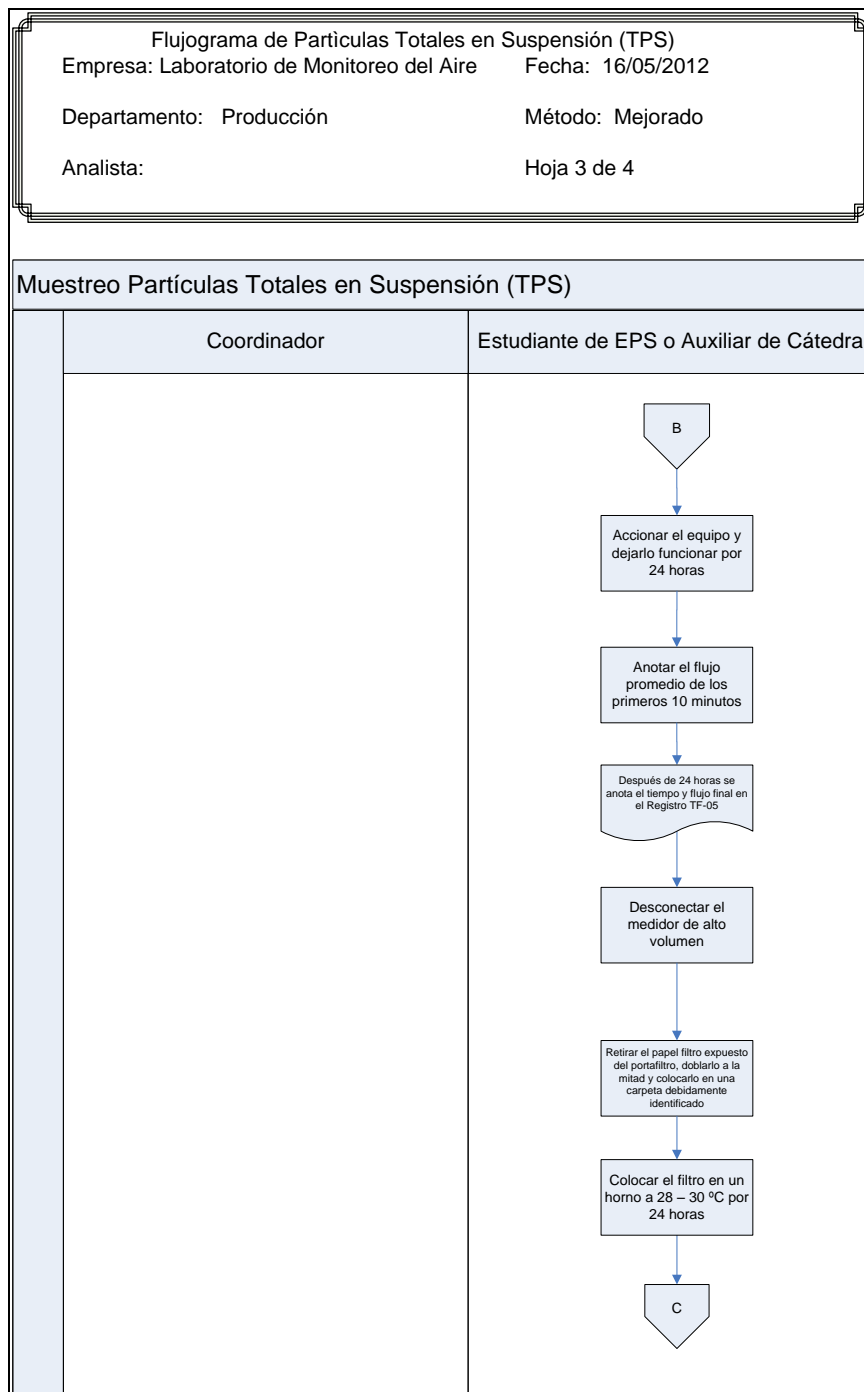 Flujograma de Partìculas Totales en Suspensión (TPS)
Empresa: Laboratorio de Monitoreo del Aire Fecha: 16/05/2012
Departamento: Producción Método: Mejorado
Analista: Hoja 3 de 4
Muestreo Partículas Totales en Suspensión (TPS)
Coordinador Estudiante de EPS o Auxiliar de Cátedra
B
Accionar el equipo y
dejarlo funcionar por
24 horas
Anotar el flujo
promedio de los
primeros 10 minutos
Después de 24 horas se
anota el tiempo y flujo final en
el Registro TF-05
Desconectar el
medidor de alto
volumen
Retirar el papel filtro expuesto
del portafiltro, doblarlo a la
mitad y colocarlo en una
carpeta debidamente
identificado
Colocar el filtro en un
horno a 28 – 30 ºC por
24 horas
C